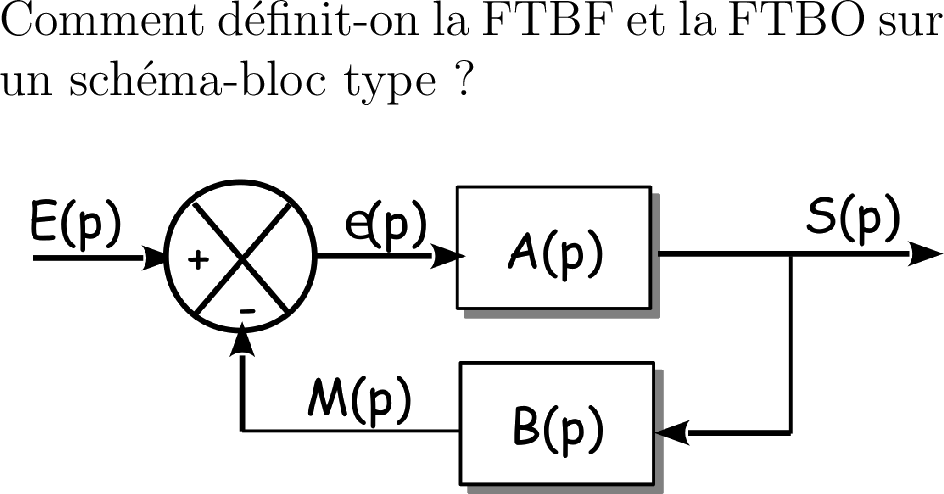 Comment définit-on la FTBF et la FTBO sur
un schéma-bloc type ?
E(p)
+
-
e(p)
A(p)
S(p)
M(p)
B(p)